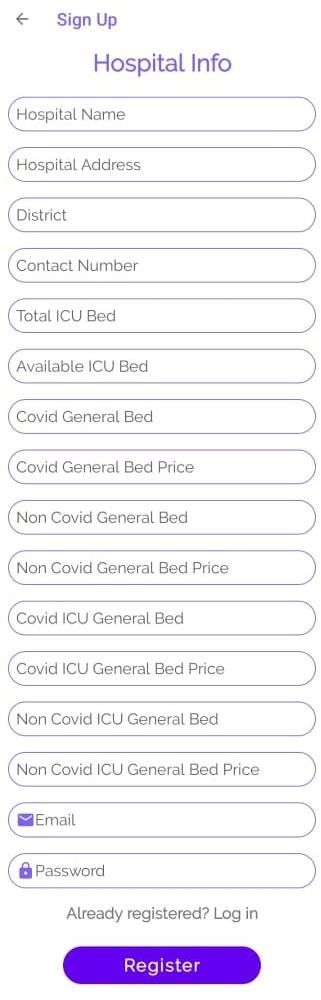 Sign Up
Hospital Info
Hospital Name
Hospital Address
District
Contact Number
Total ICU Bed
Available ICU Bed
Covid General Bed
Covid General Bed Price
Non Covid General Bed
Non Covid General Bed Price
Covid ICU General Bed
Covid ICU General Bed Price
Non Covid ICU General Bed
Non Covid ICU General Bed Price
Email
Password
Already registered? Log in
Register